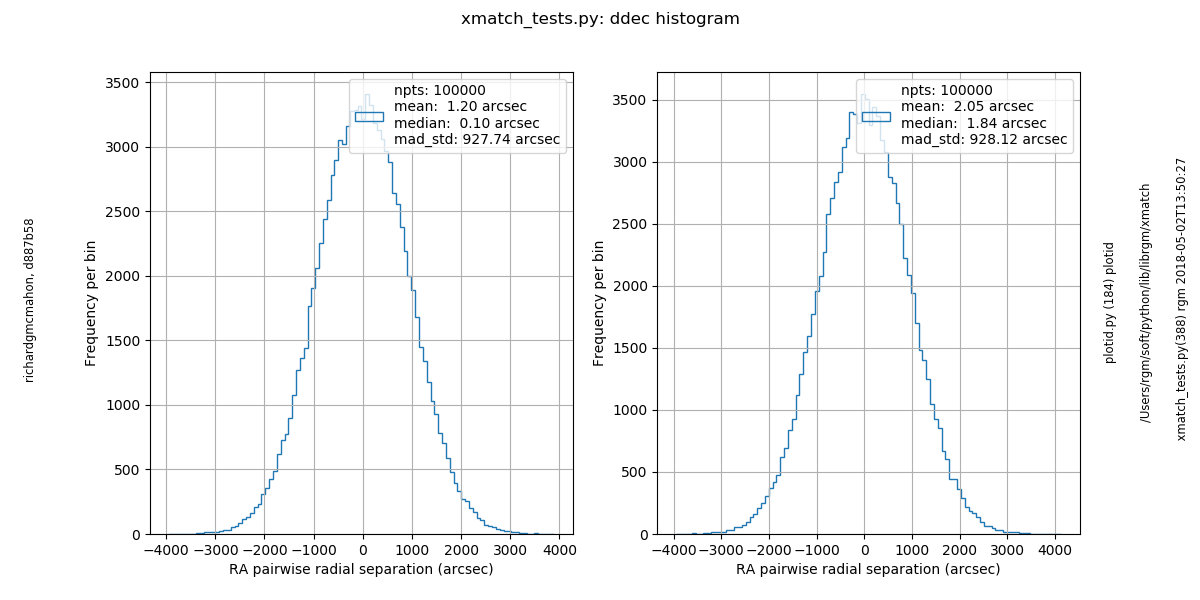 xmatch_tests.py: ddec histogram
richardgmcmahon, d887b58
Frequency per bin
3500
3000
2500
2000
1500
1000
500
0
npts: 100000
mean: 1.20 arcsec
median: 0.10 arcsec
mad_std: 927.74 arcsec
−4000 −3000 −2000 −1000 0 1000 2000 3000 4000
RA pairwise radial separation (arcsec)
Frequency per bin
3500
3000
2500
2000
1500
1000
500
0
npts: 100000
mean: 2.05 arcsec
median: 1.84 arcsec
mad_std: 928.12 arcsec
−4000 −3000 −2000 −1000 0 1000 2000 3000 4000
RA pairwise radial separation (arcsec)
plotid.py (184) plotid
/Users/rgm/soft/python/lib/librgm/xmatch
xmatch_tests.py(388) rgm 2018-05-02T13:50:27